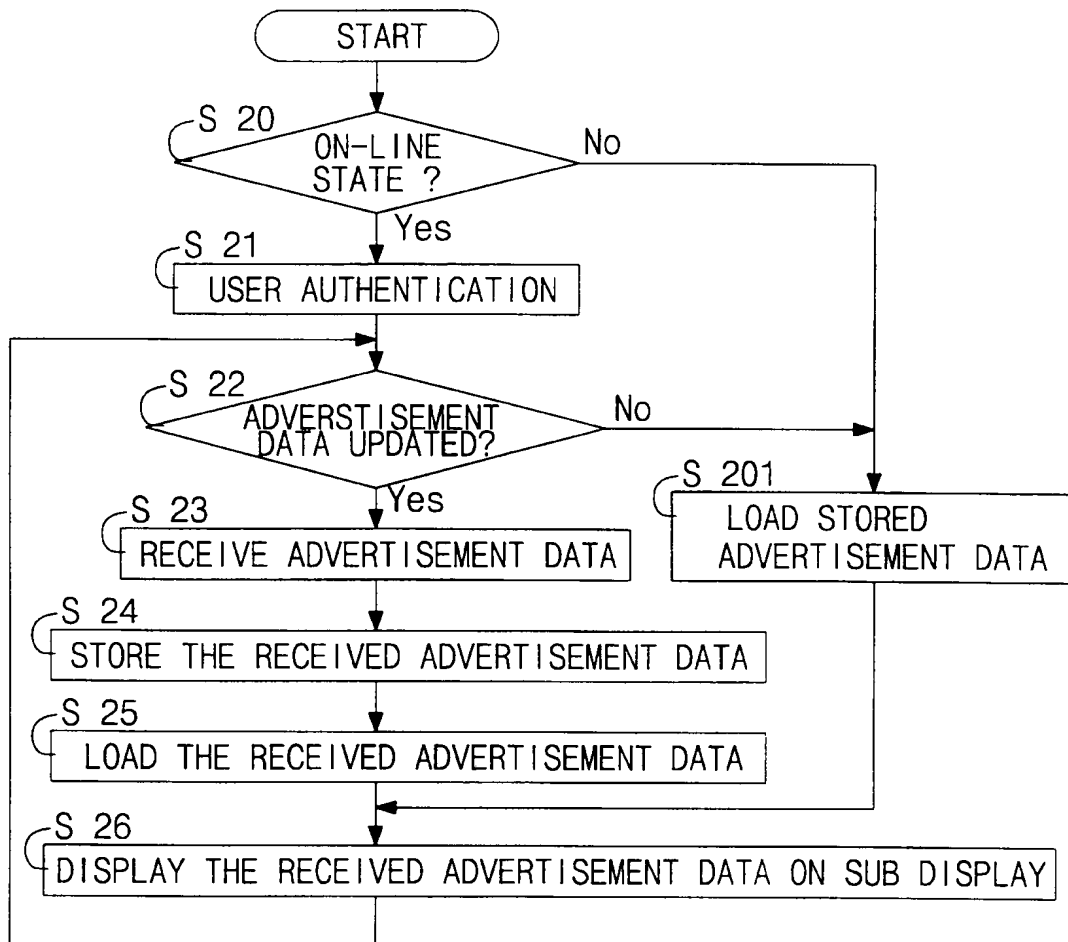 START
S 20
ON-LINE
STATE ?
No
Yes
S 21
USER AUTHENTICATION
S 22
ADVERSTISEMENT
DATA UPDATED?
No
Yes
S 23
RECEIVE ADVERTISEMENT DATA
S 201
LOAD STORED
ADVERTISEMENT DATA
S 24
STORE THE RECEIVED ADVERTISEMENT DATA
S 25
LOAD THE RECEIVED ADVERTISEMENT DATA
S 26
DISPLAY THE RECEIVED ADVERTISEMENT DATA ON SUB DISPLAY